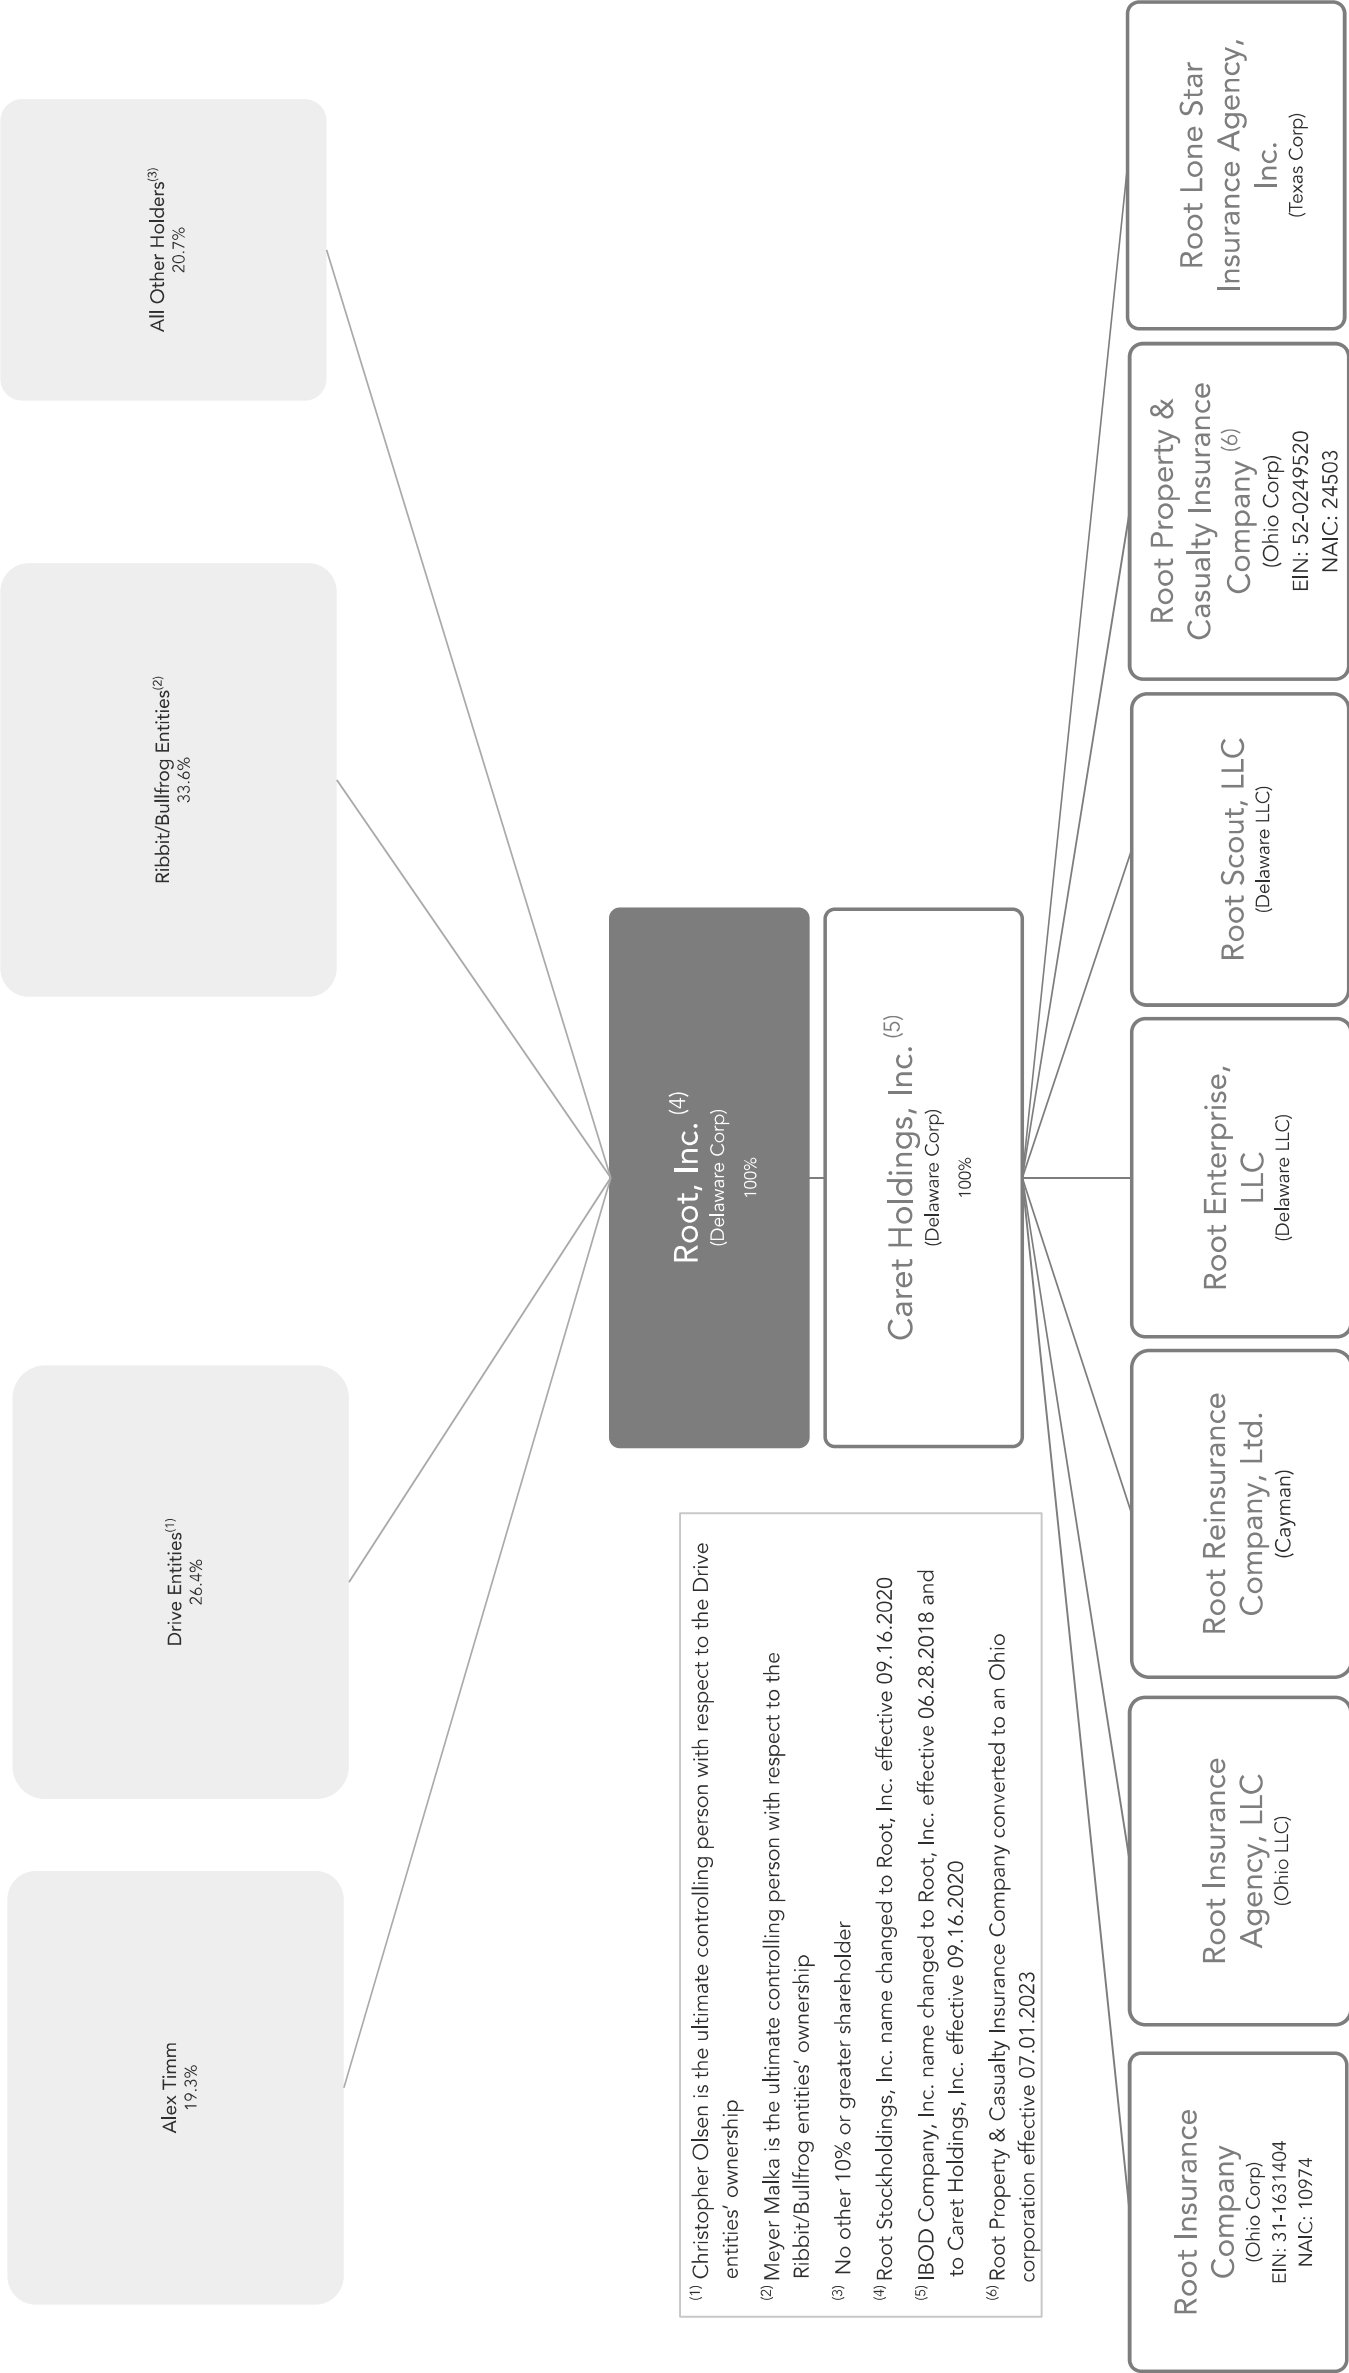 Alex Timm
19.3%
Drive Entities(1)
26.4%
Ribbit/Bullfrog Entities(2)
33.6%
All Other Holders(3)
20.7%
Root, Inc. (4)
(Delaware Corp)
100%
Caret Holdings, Inc. (5)
(Delaware Corp)
100%
(1) Christopher Olsen is the ultimate controlling person with respect to the Drive
entities’ ownership
(2) Meyer Malka is the ultimate controlling person with respect to the
Ribbit/Bullfrog entities’ ownership
(3) No other 10% or greater shareholder
(4) Root Stockholdings, Inc. name changed to Root, Inc. effective 09.16.2020
(5) IBOD Company, Inc. name changed to Root, Inc. effective 06.28.2018 and
to Caret Holdings, Inc. effective 09.16.2020
(6) Root Property & Casualty Insurance Company converted to an Ohio
corporation effective 07.01.2023
Root Insurance
Company
(Ohio Corp)
EIN: 31-1631404
NAIC: 10974
Root Insurance
Agency, LLC
(Ohio LLC)
Root Reinsurance
Company, Ltd.
(Cayman)
Root Enterprise,
LLC
(Delaware LLC)
Root Scout, LLC
(Delaware LLC)
Root Property &
Casualty Insurance
Company (6)
(Ohio Corp)
EIN: 52-0249520
NAIC: 24503
Root Lone Star
Insurance Agency,
Inc.
(Texas Corp)